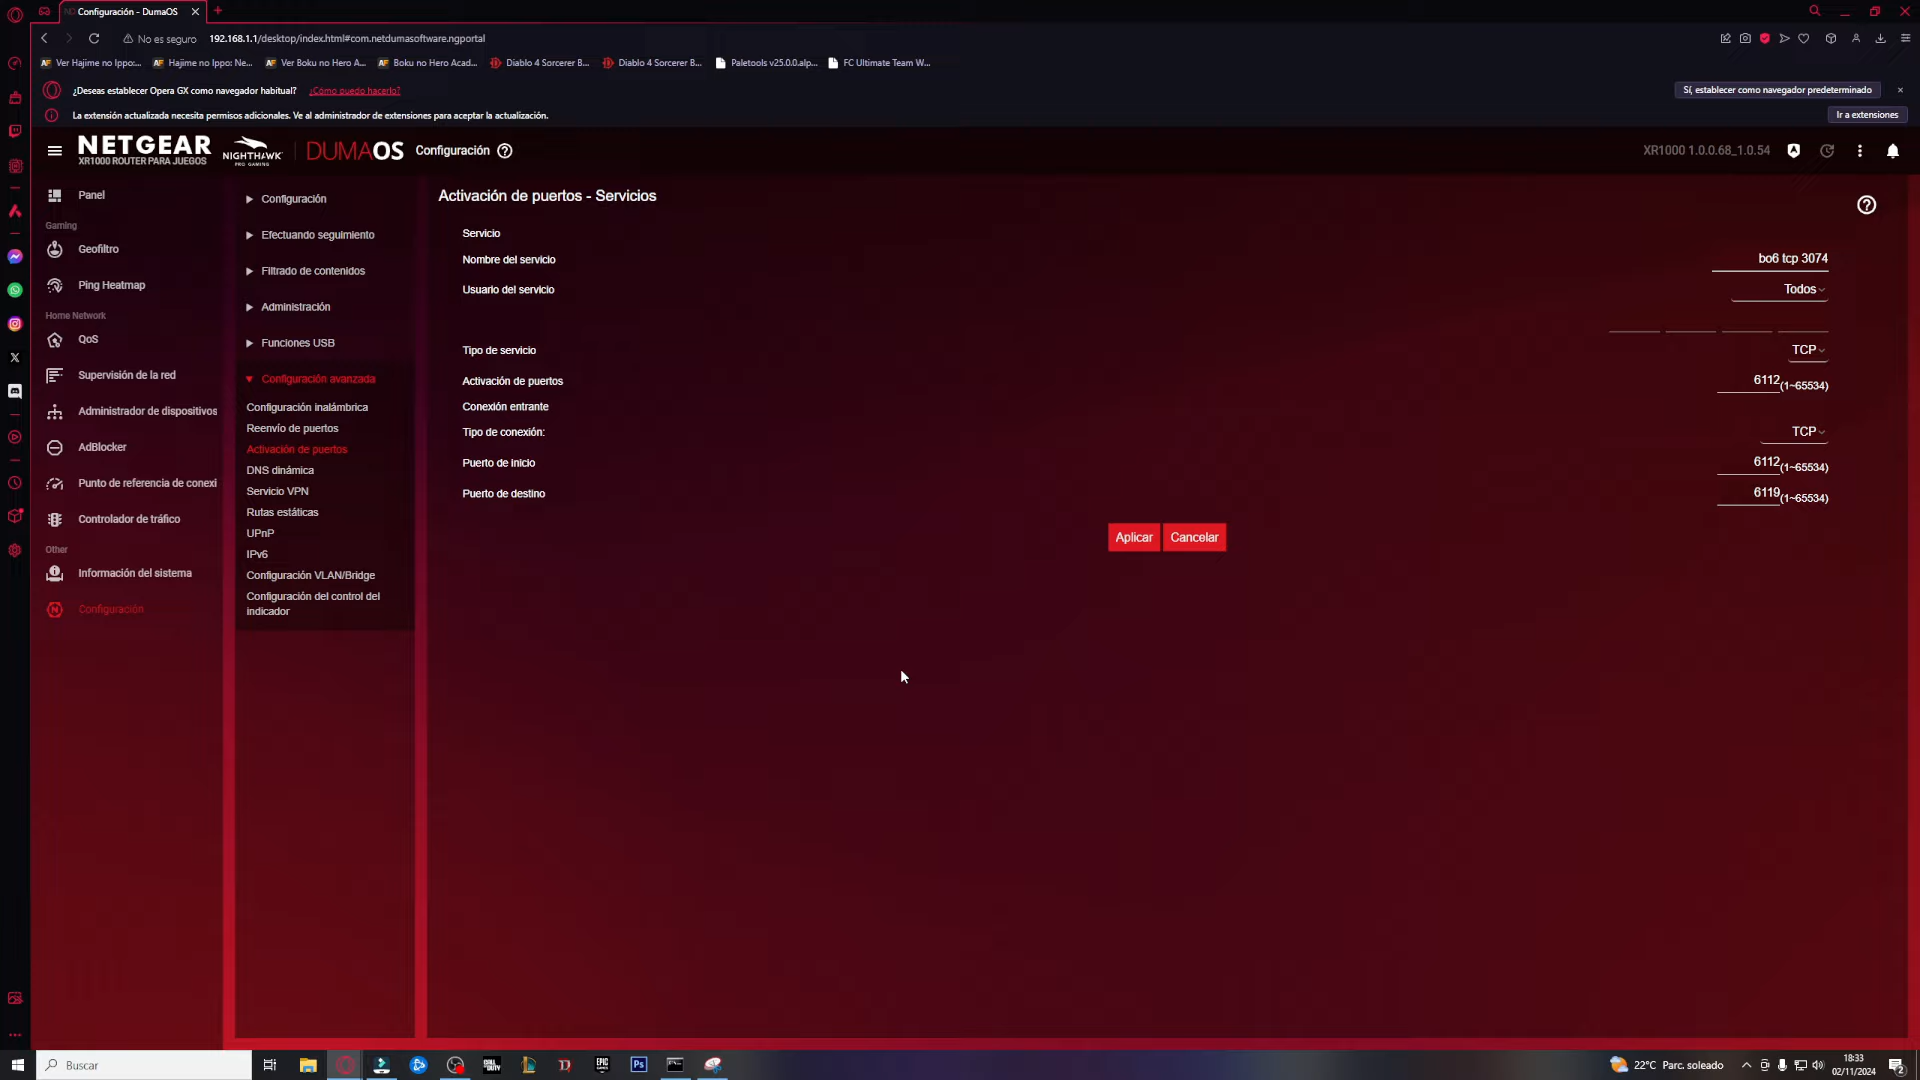 Configuración - DumaOS
No es seguro
192.168.1.1/desktop/index.html#com.netdumasoftware.ngportal
Ver Hajime no Ippo:...
Hajime no Ippo: Ne...
Ver Boku no Hero A...
Boku no Hero Acad...
Diablo 4 Sorcerer B...
Diablo 4 Sorcerer B...
Paletools v25.0.0.alp...
FC Ultimate Team W...
¿Deseas establecer Opera GX como navegador habitual?
¿Cómo puedo hacerlo?
Sí, establecer como navegador predeterminado
La extensión actualizada necesita permisos adicionales. Ve al administrador de extensiones para aceptar la actualización.
Ir a extensiones
NETGEAR
XR1000 ROUTER PARA JUEGOS
NIGHTHAWK
PRO GAMING
DUMAOS
Configuración
XR1000 1.0.0.68_1.0.54
Panel
Gaming
Geofiltro
Ping Heatmap
Home Network
QoS
Supervisión de la red
Administrador de dispositivos
AdBlocker
Punto de referencia de conexi
Controlador de tráfico
Other
Información del sistema
Configuración
Configuración
Efectuando seguimiento
Filtrado de contenidos
Administración
Funciones USB
Configuración avanzada
Configuración inalámbrica
Reenvío de puertos
Activación de puertos
DNS dinámica
Servicio VPN
Rutas estáticas
UPnP
IPv6
Configuración VLAN/Bridge
Configuración del control del
indicador
Activación de puertos - Servicios
Servicio
Nombre del servicio
bo6 tcp 3074
Usuario del servicio
Todos
Tipo de servicio
TCP
Activación de puertos
6112(1~65534)
Conexión entrante
Tipo de conexión:
TCP
Puerto de inicio
6112(1~65534)
Puerto de destino
6119(1~65534)
Aplicar
Cancelar
Buscar
CALL DUTY
EPIC GAMES
Ps
22°C Parc. soleado
18:33
02/11/2024
2